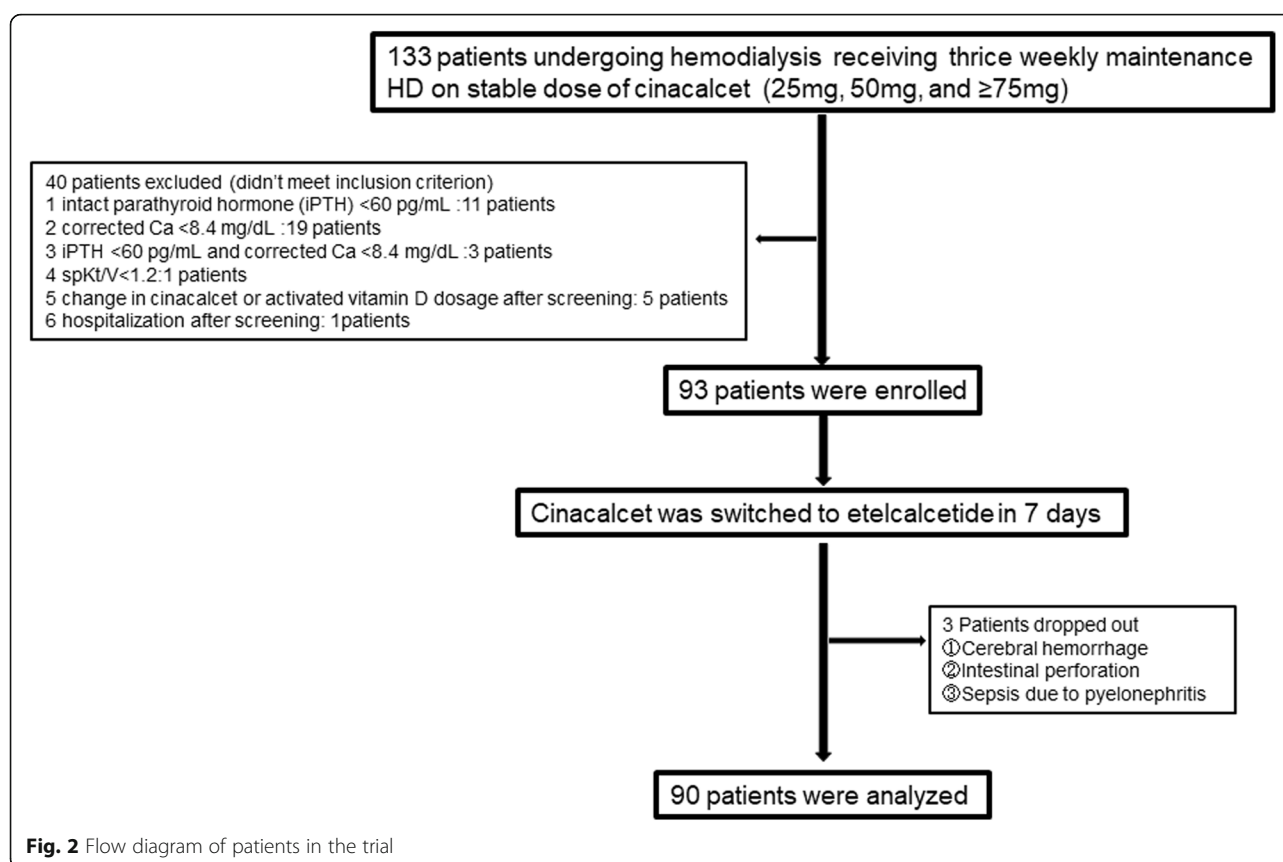 133 patients undergoing hemodialysis receiving thrice weekly maintenance
HD on stable dose of cinacalcet (25mg, 50mg, and ≥75mg)
40 patients excluded (didn't meet inclusion criterion)
1 intact parathyroid hormone (iPTH) <60 pg/mL :11 patients
2 corrected Ca <8.4 mg/dL :19 patients
3 iPTH <60 pg/mL and corrected Ca <8.4 mg/dL :3 patients
4 spKt/V<1.2:1 patients
5 change in cinacalcet or activated vitamin D dosage after screening: 5 patients
6 hospitalization after screening: 1patients
93 patients were enrolled
Cinacalcet was switched to etelcalcetide in 7 days
3 Patients dropped out
①Cerebral hemorrhage
②Intestinal perforation
③Sepsis due to pyelonephritis
90 patients were analyzed
Fig. 2 Flow diagram of patients in the trial